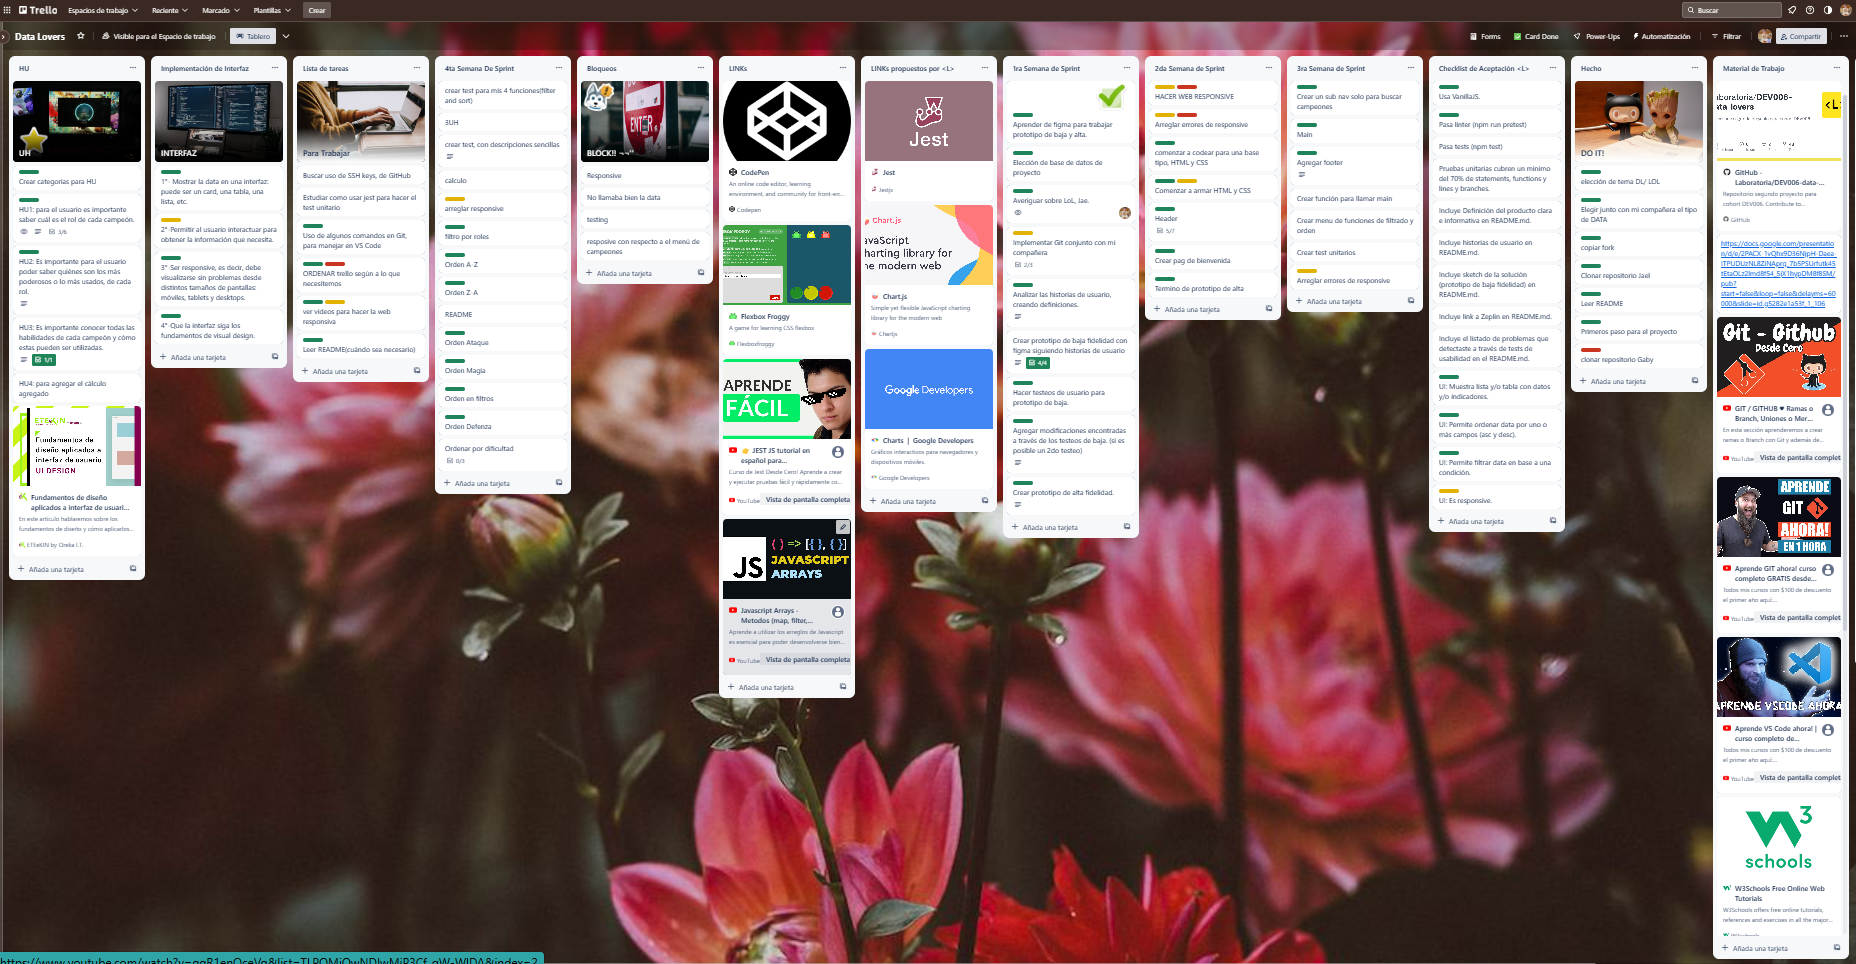 Trello
Espacios de trabajo
Reciente
Marcado
Plantillas
Crear
Buscar
Data Lovers
Visible para el Espacio de trabajo
Tablero
Forms
Card Done
Power-Ups
Automatización
Filtrar
Compartir
HU
UH
Crear categorías para HU
HU1: para el usuario es importante
saber cuál es el rol de cada campeón.
3/6
HU2: Es importante para el usuario
poder saber quiénes son los más
poderosos o lo más usados, de cada
rol.
HU3: Es importante conocer todas las
habilidades de cada campeón y cómo
estas pueden ser utilizadas.
1/1
HU4: para agregar el cálculo
agregado
ETEKIN
Fundamentos de
diseño aplicados a
interfaz de usuario
UI DESIGN
Fundamentos de diseño
aplicados a interfaz de usuari...
En este artículo hablaremos sobre los
fundamentos de diseño y cómo aplicarlos...
ETEeKIN by Oreka I.T.
Añada una tarjeta
Implementación de Interfaz
INTERFAZ
1°- Mostrar la data en una interfaz:
puede ser un card, una tabla, una
lista, etc.
2°-Permitir al usuario interactuar para
obtener la información que necesita.
3°-Ser responsive, es decir, debe
visualizarse sin problemas desde
distintos tamaños de pantallas:
móviles, tablets y desktops.
4°-Que la interfaz siga los
fundamentos de visual design.
Añada una tarjeta
Lista de tareas
Para Trabajar
Buscar uso de SSH keys, de GitHub
Estudiar como usar jest para hacer el
test unitario
Uso de algunos comandos en Git,
para manejar en VS Code
ORDENAR trello según a lo que
necesitemos
ver videos para hacer la web
responsiva
Leer README(cuándo sea necesario)
Añada una tarjeta
4ta Semana De Sprint
crear test para mis 4 funciones(filter
and sort)
3UH
crear test, con descripciones sencillas
calculo
arreglar responsive
filtro por roles
Orden A-Z
Orden Z-A
README
Orden Ataque
Orden Magia
Orden en filtros
Orden Defenza
Ordenar por dificultad
0/3
Añada una tarjeta
Bloqueos
ENTER
BLOCK!! ¬¬"
Responsive
No llamaba bien la data
testing
resposive con respecto a el menú de
campeones
Añada una tarjeta
LINKs
CodePen
An online code editor, learning
environment, and community for front-en...
Codepen
Flexbox Froggy
A game for learning CSS flexbox
Flexboxfroggy
APRENDE
FÁCIL
JEST JS tutorial en
español para...
Curso de Jest Desde Cero! Aprende a crear
y ejecutar pruebas fácil y rápidamente co...
YouTube
Vista de pantalla completa
JS
( ) => [{ }, { }]
JAVASCRIPT
ARRAYS
Javascript Arrays -
Metodos (map, filter,...
Aprende a utilizar los arreglos de Javascript
es esencial para poder desenvolverse bien...
YouTube
Vista de pantalla completa
Añada una tarjeta
LINKs propuestos por <L>
Jest
Jest
Jestjs
Chart.js
JavaScript
charting library for
the modern web
Chart.js
Simple yet flexible JavaScript charting
library for the modern web
Chartjs
Google Developers
Charts | Google Developers
Gráficos interactivos para navegadores y
dispositivos móviles.
Google Developers
Añada una tarjeta
1ra Semana de Sprint
Aprender de figma para trabajar
prototipo de baja y alta.
Elección de base de datos de
proyecto
Averiguar sobre LoL, Jae.
Implementar Git conjunto con mi
compañera
2/3
Analizar las historias de usuario,
creando definiciones.
Crear prototipo de baja fidelidad con
figma siguiendo historias de usuario
4/4
Hacer testeos de usuario para
prototipo de baja.
Agregar modificaciones encontradas
a través de los testeos de baja. (si es
posible un 2do testeo)
Crear prototipo de alta fidelidad.
Añada una tarjeta
2da Semana de Sprint
HACER WEB RESPONSIVE
Arreglar errores de responsive
comenzar a codear para una base
tipo, HTML y CSS
Comenzar a armar HTML y CSS
Header
5/7
Crear pag de bienvenida
Termino de prototipo de alta
Añada una tarjeta
3ra Semana de Sprint
Crear un sub nav solo para buscar
campeones
Main
Agregar footer
Crear función para llamar main
Crear menu de funciones de filtrado y
orden
Crear test unitarios
Arreglar errores de responsive
Añada una tarjeta
Checklist de Aceptación <L>
Usa VanillaJS.
Pasa linter (npm run pretest)
Pasa tests (npm test)
Pruebas unitarias cubren un mínimo
del 70% de statements, functions y
lines y branches.
Incluye Definición del producto clara
e informativa en README.md.
Incluye historias de usuario en
README.md.
Incluye sketch de la solución
(prototipo de baja fidelidad) en
README.md.
Incluye link a Zeplin en README.md.
Incluye el listado de problemas que
detectaste a través de tests de
usabilidad en el README.md.
UI: Muestra lista y/o tabla con datos
y/o indicadores.
UI: Permite ordenar data por uno o
más campos (asc y desc).
UI: Permite filtrar data en base a una
condición.
UI: Es responsive.
Añada una tarjeta
Hecho
DO IT!
elección de tema DL/ LOL
Elegir junto con mi compañera el tipo
de DATA
copiar fork
Clonar repositorio Jael
Leer README
Primeros paso para el proyecto
clonar repositorio Gaby
Añada una tarjeta
Material de Trabajo
<L
GitHub -
Laboratoria/DEV006-data-...
Repositorio segundo proyecto para
cohort DEV006. Contribute to...
GitHub
https://docs.google.com/presentatio
Git - Github
Desde Cero
GIT / GITHUB ♥ Ramas o
Branch, Uniones o Mer...
En esta sección aprenderemos a crear
ramas o Branch con Git y además de...
YouTube
Vista de pantalla complet
APRENDE
GIT
AHORA!
EN 1 HORA
Aprende GIT ahora! curso
completo GRATIS desde...
Todos mis cursos con $100 de descuento
el primer año aquí:...
YouTube
Vista de pantalla complet
APRENDE VSCODE AHORA
Aprende VS Code ahora! |
curso completo de...
Todos mis cursos con $100 de descuento
el primer año aquí:...
YouTube
Vista de pantalla complet
W3
schools
W3Schools Free Online Web
Tutorials
W3Schools offers free online tutorials,
references and exercises in all the major...
Añada una tarjeta